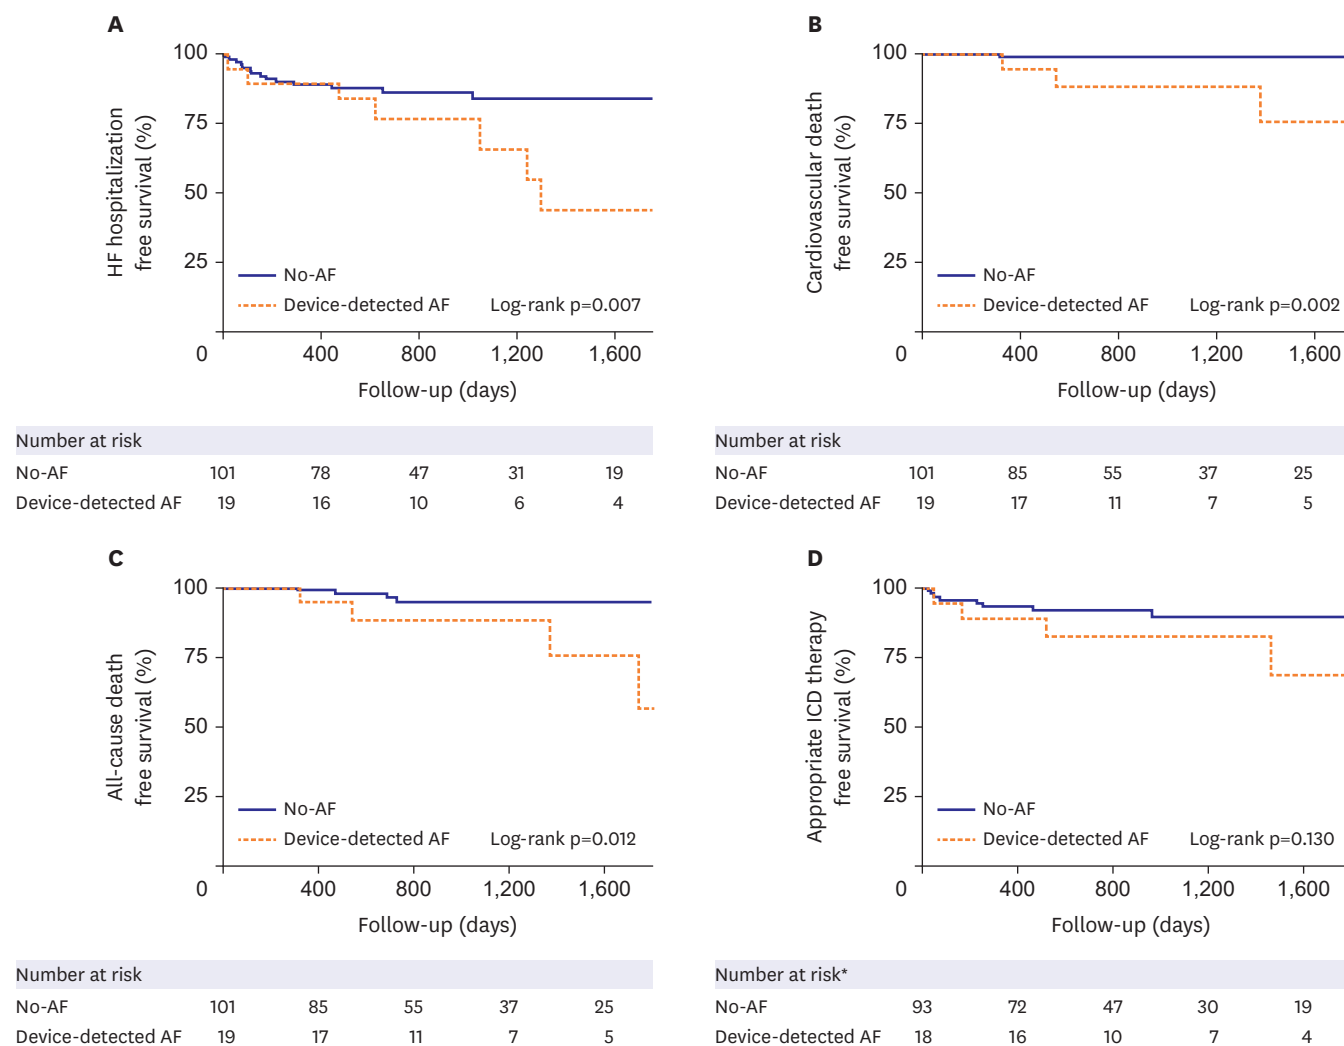 A
HF hospitalization
free survival (%)
100
75
50
25
0
400
800
1,200
1,600
No-AF
Device-detected AF
Log-rank p=0.007
Follow-up (days)
Number at risk
No-AF 101 78 47 31 19
Device-detected AF 19 16 10 6 4
B
Cardiovascular death
free survival (%)
100
75
50
25
0
400
800
1,200
1,600
No-AF
Device-detected AF
Log-rank p=0.002
Follow-up (days)
Number at risk
No-AF 101 85 55 37 25
Device-detected AF 19 17 11 7 5
C
All-cause death
free survival (%)
100
75
50
25
0
400
800
1,200
1,600
No-AF
Device-detected AF
Log-rank p=0.012
Follow-up (days)
Number at risk
No-AF 101 85 55 37 25
Device-detected AF 19 17 11 7 5
D
Appropriate ICD therapy
free survival (%)
100
75
50
25
0
400
800
1,200
1,600
No-AF
Device-detected AF
Log-rank p=0.130
Follow-up (days)
Number at risk*
No-AF 93 72 47 30 19
Device-detected AF 18 16 10 7 4